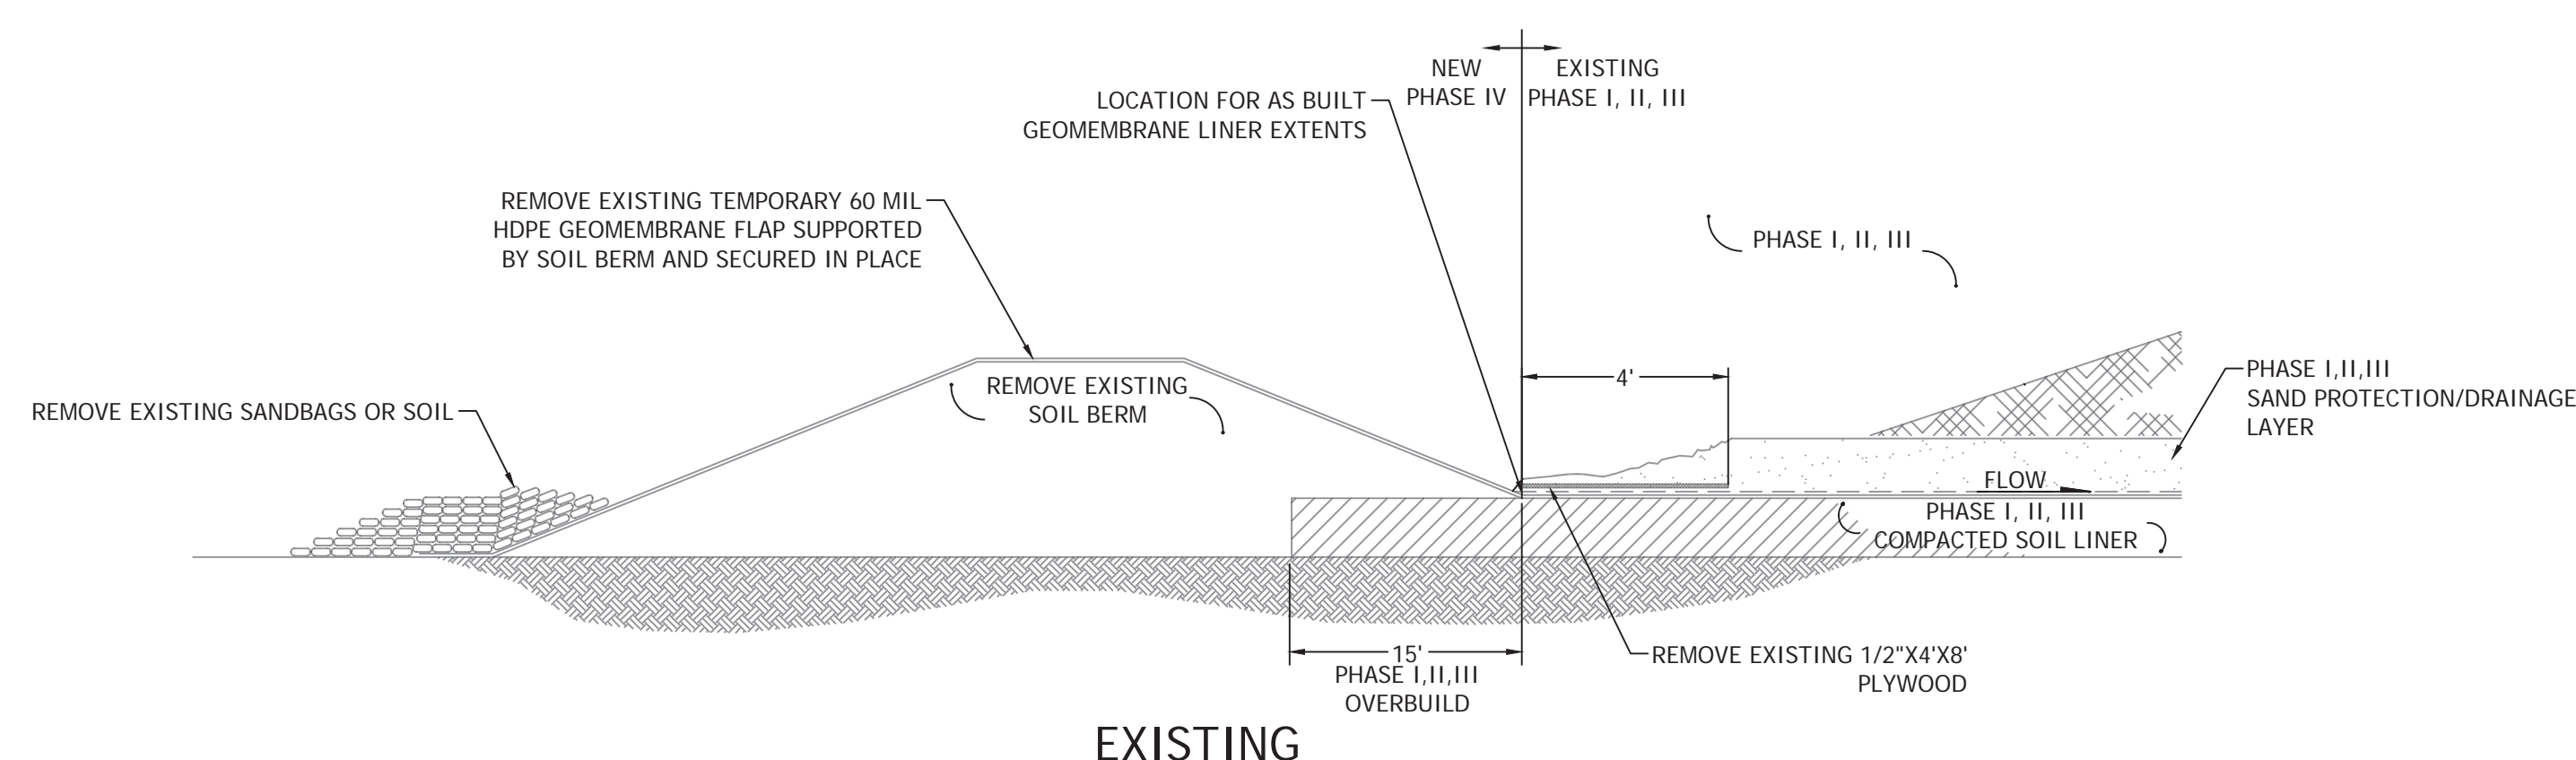 NEW
PHASE IV
EXISTING
PHASE I, II, III
LOCATION FOR AS BUILT
GEOMEMBRANE LINER EXTENTS
REMOVE EXISTING TEMPORARY 60 MIL
HDPE GEOMEMBRANE FLAP SUPPORTED
BY SOIL BERM AND SECURED IN PLACE
PHASE I, II, III
REMOVE EXISTING SANDBAGS OR SOIL
REMOVE EXISTING
SOIL BERM
4'
PHASE I,II,III
SAND PROTECTION/DRAINAGE
LAYER
FLOW
PHASE I, II, III
COMPACTED SOIL LINER
15'
PHASE I,II,III
OVERBUILD
REMOVE EXISTING 1/2"X4'X8'
PLYWOOD
EXISTING